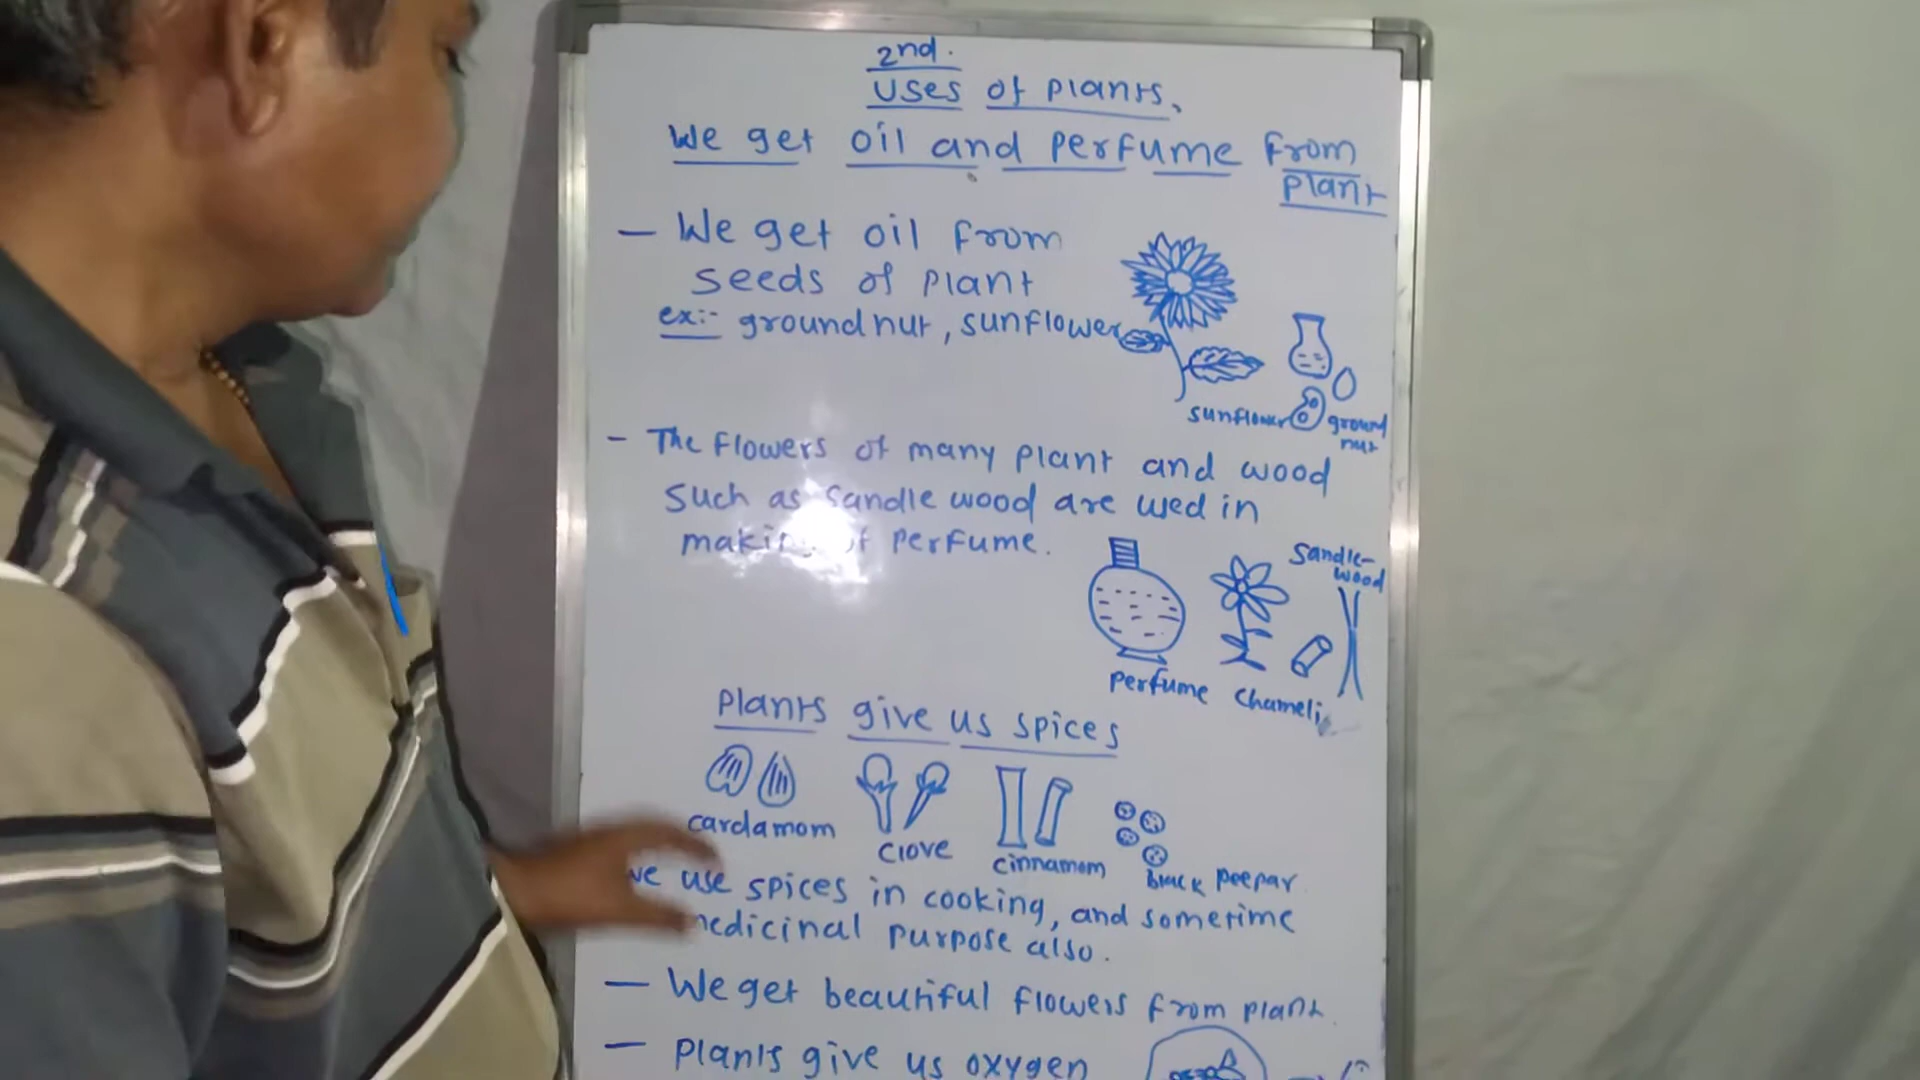 2nd.
Uses of plants.
We get oil and perfume from
plant
- We get oil from
seeds of plant
ex:- groundnut, sunflower
sunflower
ground
nut
- The flowers of many plant and wood
such as sandle wood are used in
making of perfume.
Sandle-
wood
perfume
chameli
plants give us spices
cardamom
clove
cinnamom
black peepar
we use spices in cooking, and sometime
medicinal purpose also.
- We get beautiful flowers from plant.
- plants give us oxygen